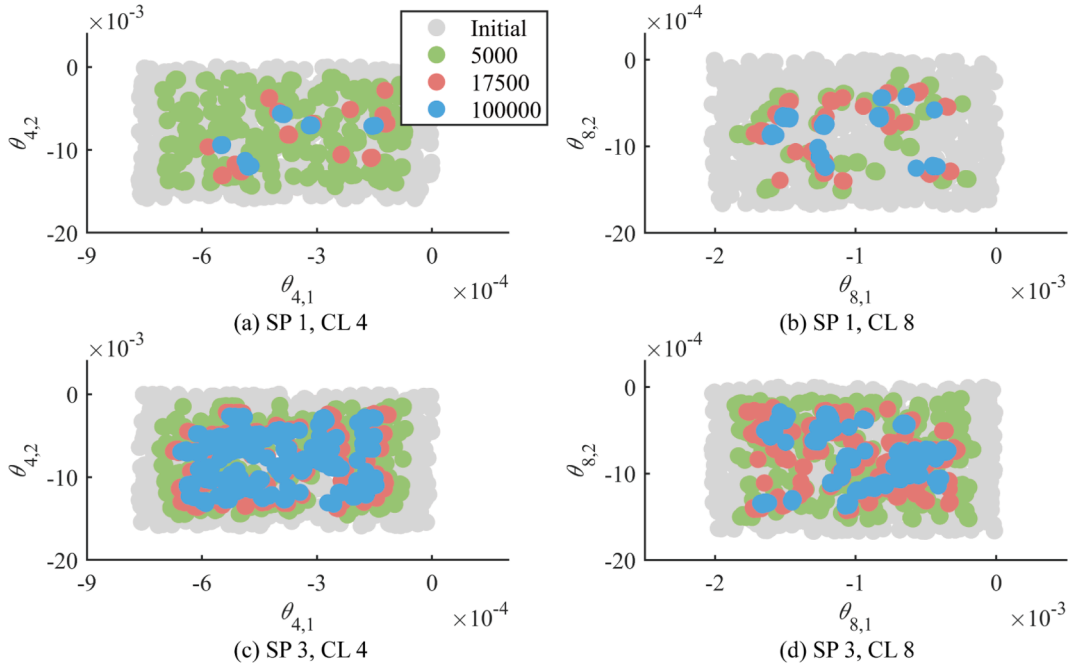 ×10⁻³
0
-10
-20
θ4,2
-9
-6
-3
0
θ4,1
×10⁻⁴
(a) SP 1, CL 4
Initial
5000
17500
100000
×10⁻⁴
0
-10
-20
θ8,2
-2
-1
0
θ8,1
×10⁻³
(b) SP 1, CL 8
×10⁻³
0
-10
-20
θ4,2
-9
-6
-3
0
θ4,1
×10⁻⁴
(c) SP 3, CL 4
×10⁻⁴
0
-10
-20
θ8,2
-2
-1
0
θ8,1
×10⁻³
(d) SP 3, CL 8